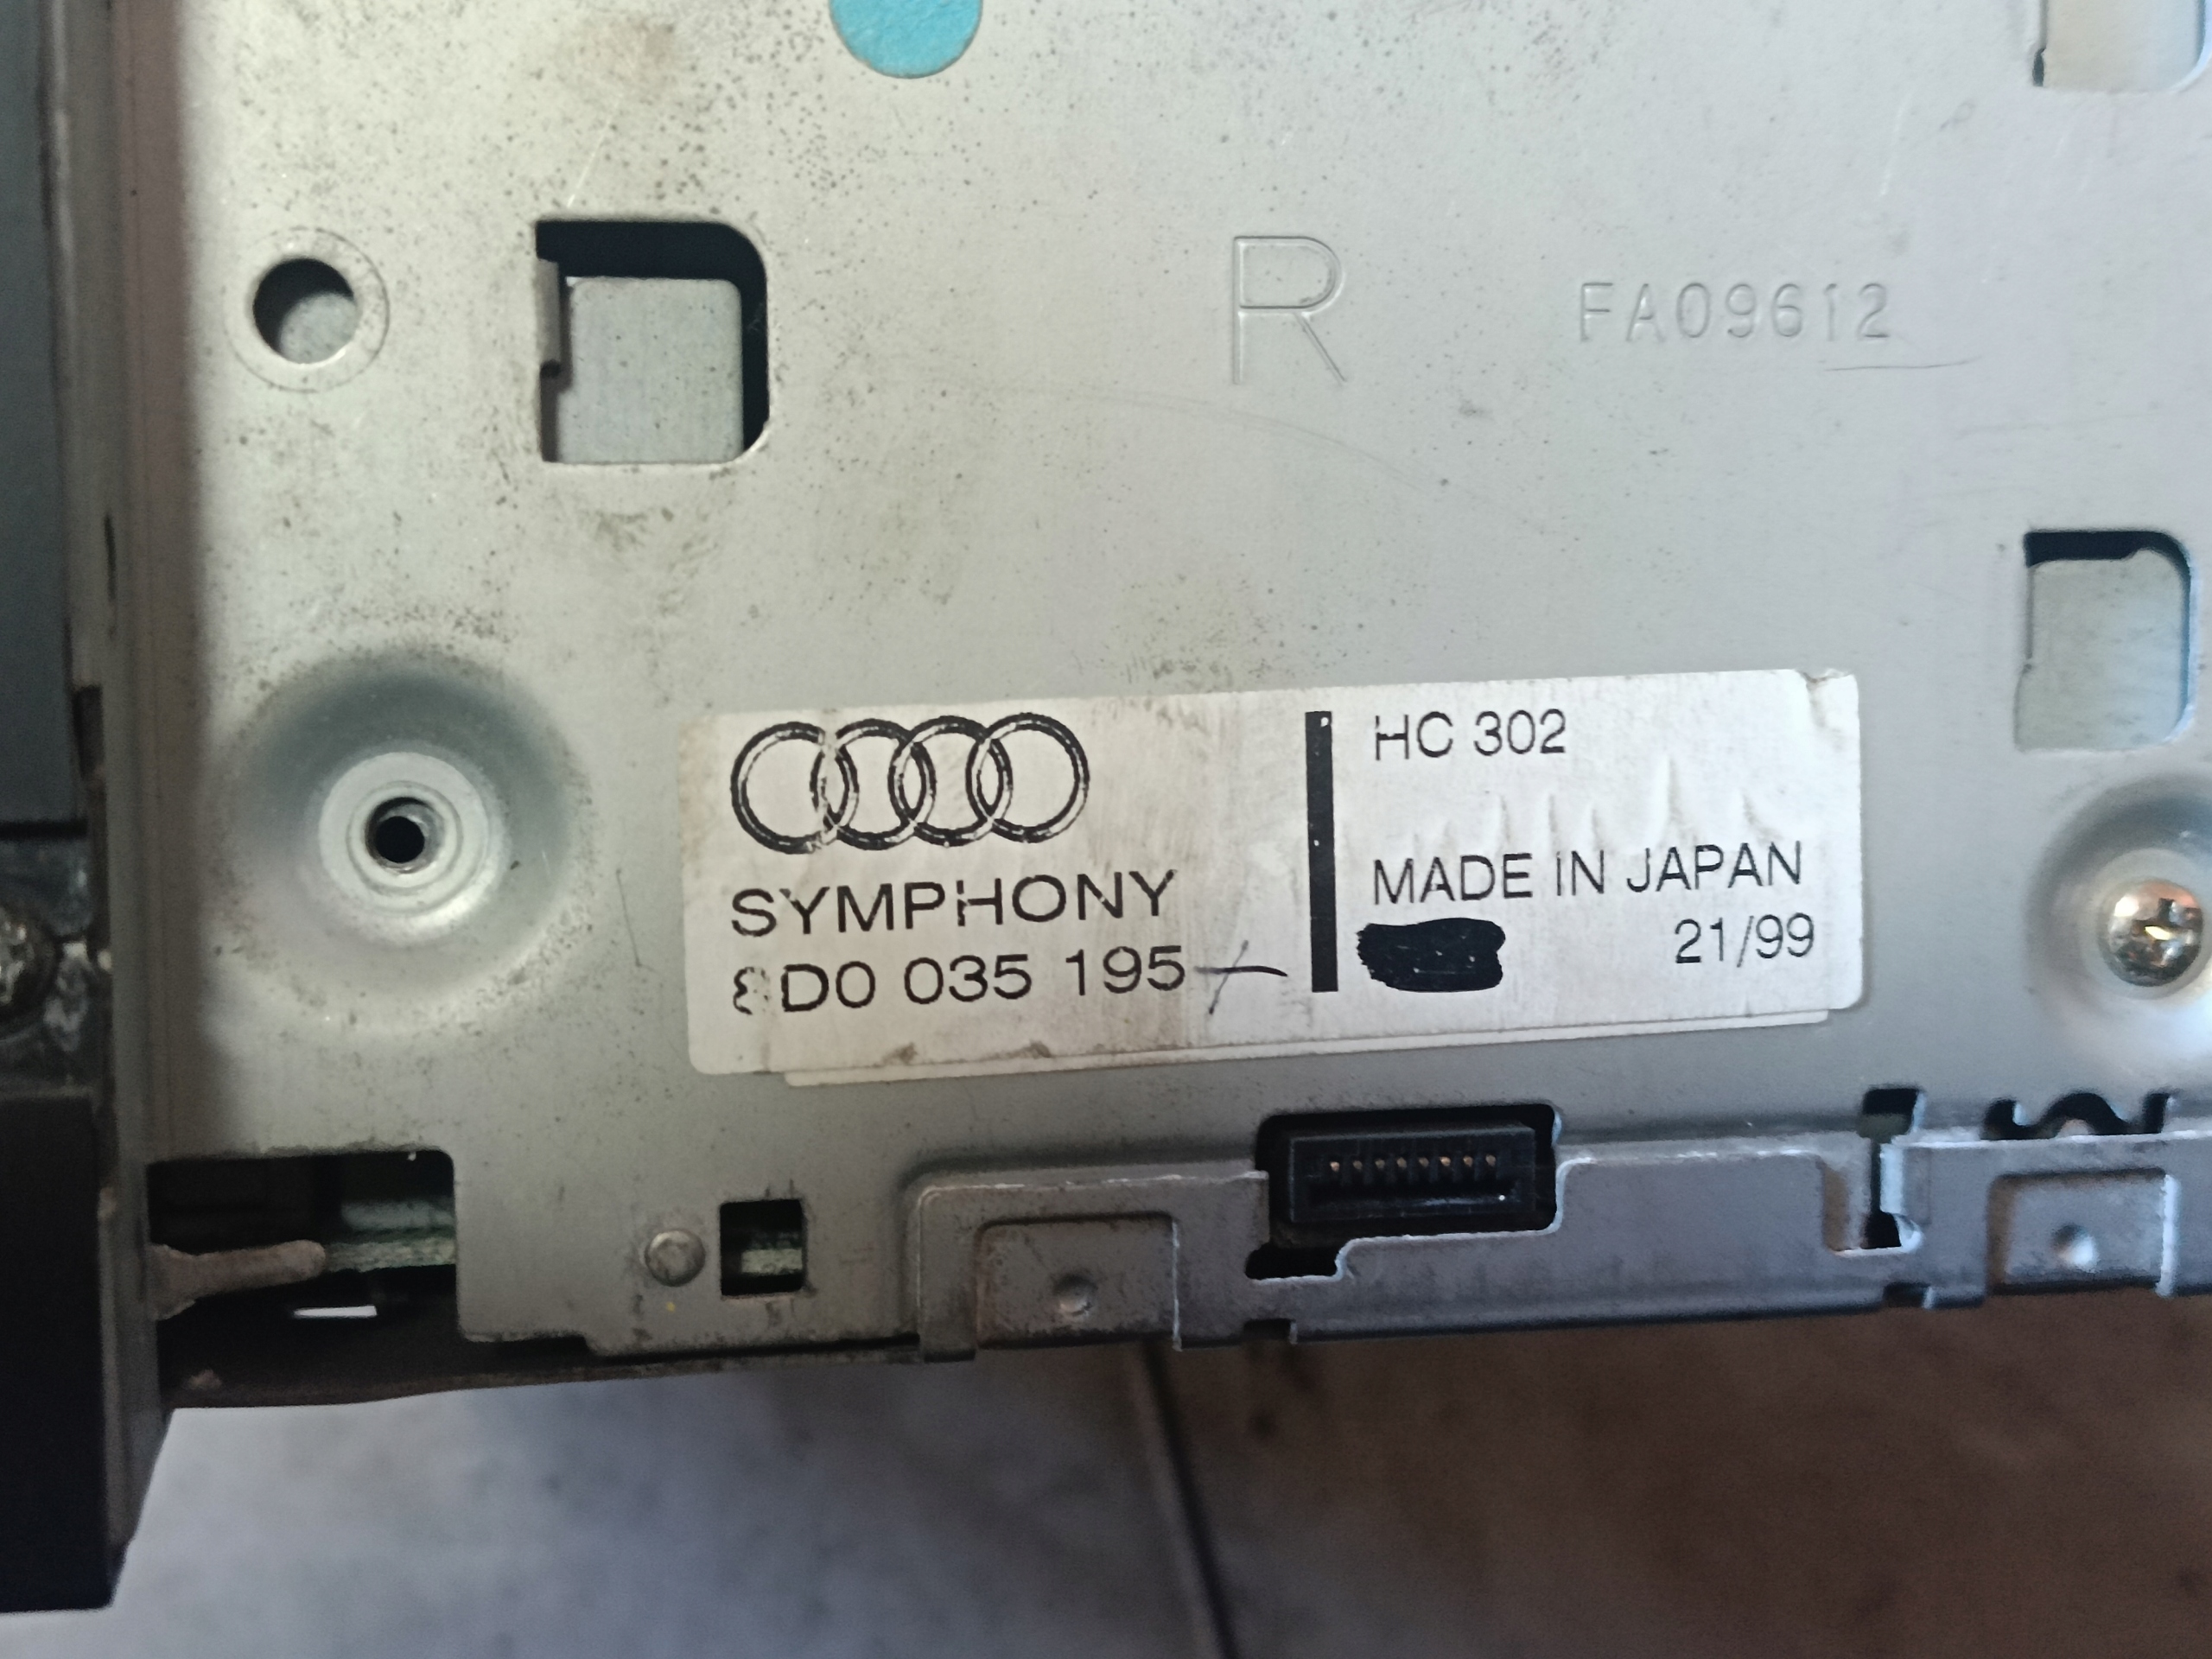 R
FA09612
HC 302
MADE IN JAPAN
21/99
SYMPHONY
8D0 035 195